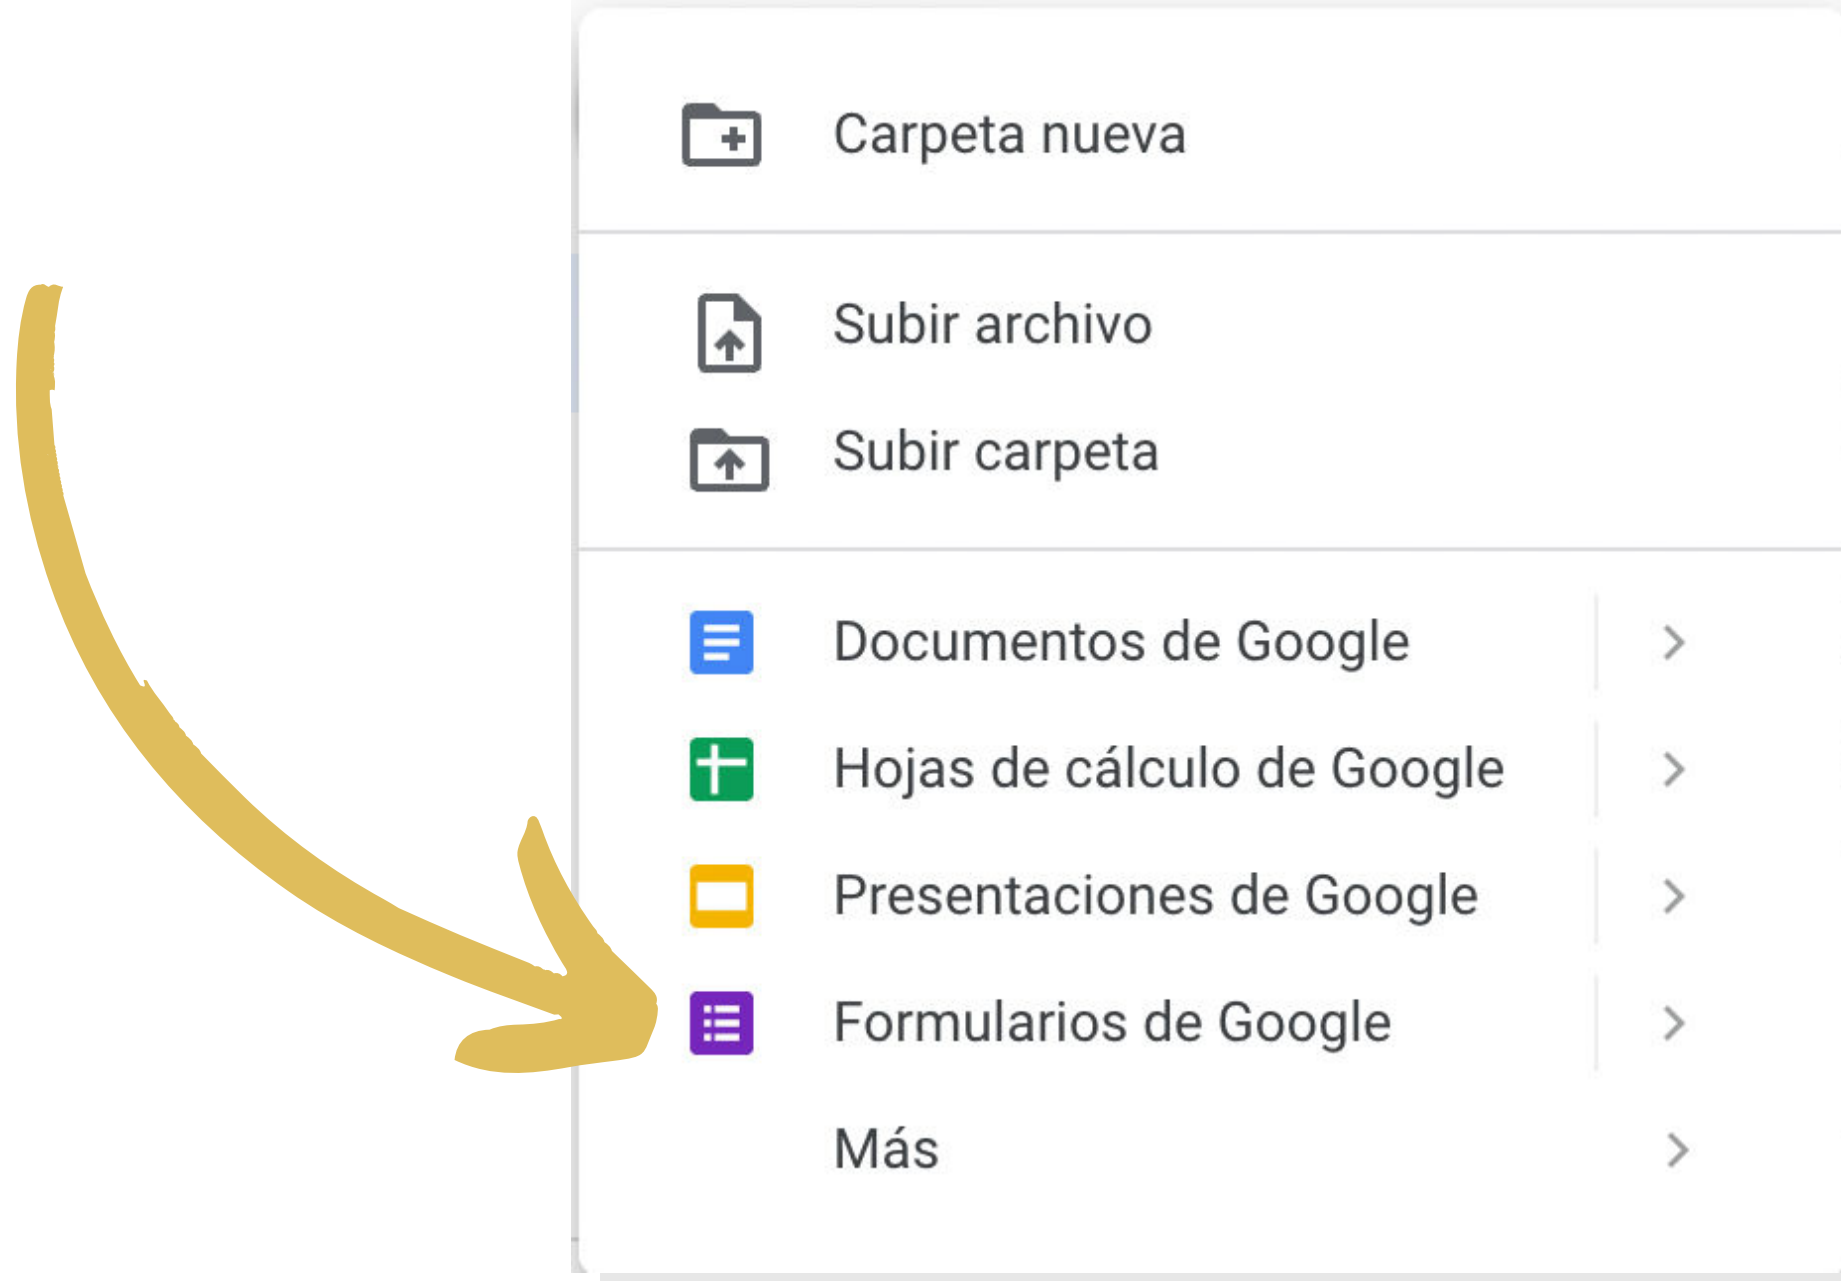 Carpeta nueva
Subir archivo
Subir carpeta
Documentos de Google
Hojas de cálculo de Google
Presentaciones de Google
Formularios de Google
Más